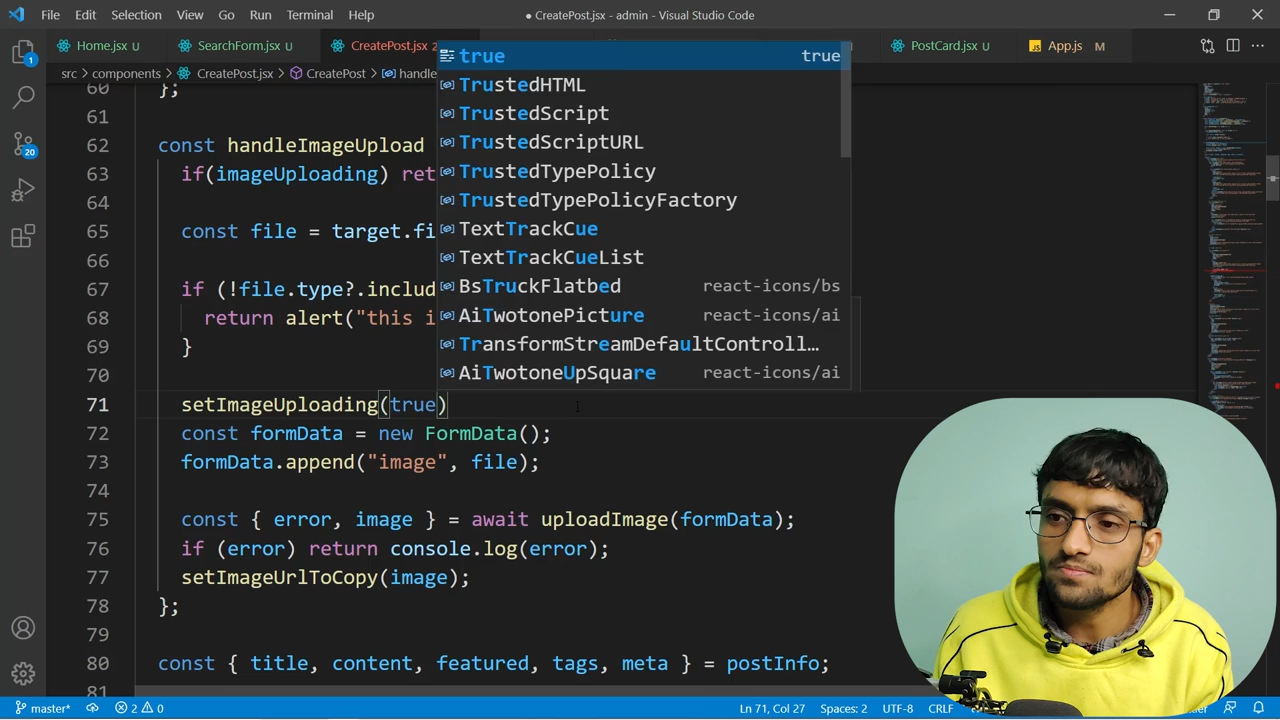 File Edit Selection View Go Run Terminal Help
● CreatePost.jsx - admin - Visual Studio Code
Home.jsx U
SearchForm.jsx U
CreatePost.jsx 2
PostCard.jsx U
App.js M
src > components > CreatePost.jsx > CreatePost > handle
60 };
61
62 const handleImageUpload
63 if(imageUploading) ret
64
65 const file = target.fi
66
67 if (!file.type?.includ
68 return alert("this i
69 }
70
71 setImageUploading(true)
72 const formData = new FormData();
73 formData.append("image", file);
74
75 const { error, image } = await uploadImage(formData);
76 if (error) return console.log(error);
77 setImageUrlToCopy(image);
78 };
79
80 const { title, content, featured, tags, meta } = postInfo;
81
true true
TrustedHTML
TrustedScript
TrustedScriptURL
TrustedTypePolicy
TrustedTypePolicyFactory
TextTrackCue
TextTrackCueList
BsTruckFlatbed react-icons/bs
AiTwotonePicture react-icons/ai
TransformStreamDefaultControll…
AiTwotoneUpSquare react-icons/ai
1
20
master* 2 0
Ln 71, Col 27 Spaces: 2 UTF-8 CRLF